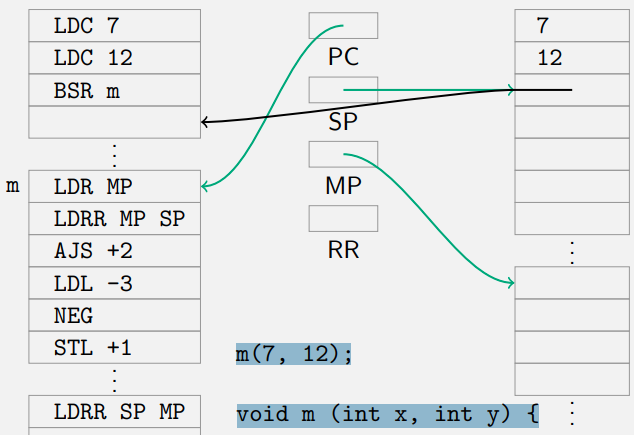 LDC 7
LDC 12
BSR m
⋮
m
LDR MP
LDRR MP SP
AJS +2
LDL -3
NEG
STL +1
⋮
LDRR SP MP
PC
SP
MP
RR
m(7, 12);
void m (int x, int y) {
7
12
⋮
⋮